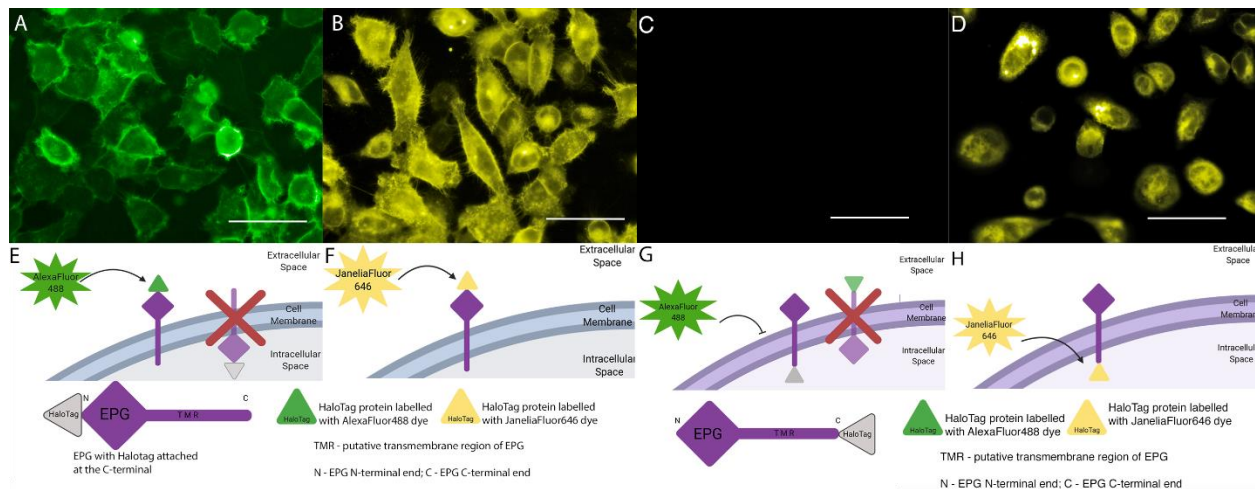 A
B
C
D
E
AlexaFluor
488
Extracellular
Space
Cell
Membrane
Intracellular
Space
F
JaneliaFluor
646
Extracellular
Space
Cell
Membrane
Intracellular
Space
G
AlexaFluor
488
Extracellular
Space
Cell
Membrane
Intracellular
Space
H
JaneliaFluor
646
Extracellular
Space
Cell
Membrane
Intracellular
Space
HaloTag
N
EPG
TMR
C
EPG with Halotag attached
at the C-terminal
HaloTag
HaloTag protein labelled
with AlexaFluor488 dye
HaloTag
HaloTag protein labelled
with JaneliaFluor646 dye
TMR - putative transmembrane region of EPG
N - EPG N-terminal end; C - EPG C-terminal end
N
EPG
TMR
C
HaloTag
HaloTag
HaloTag protein labelled
with AlexaFluor488 dye
HaloTag
HaloTag protein labelled
with JaneliaFluor646 dye
TMR - putative transmembrane region of EPG
N - EPG N-terminal end; C - EPG C-terminal end